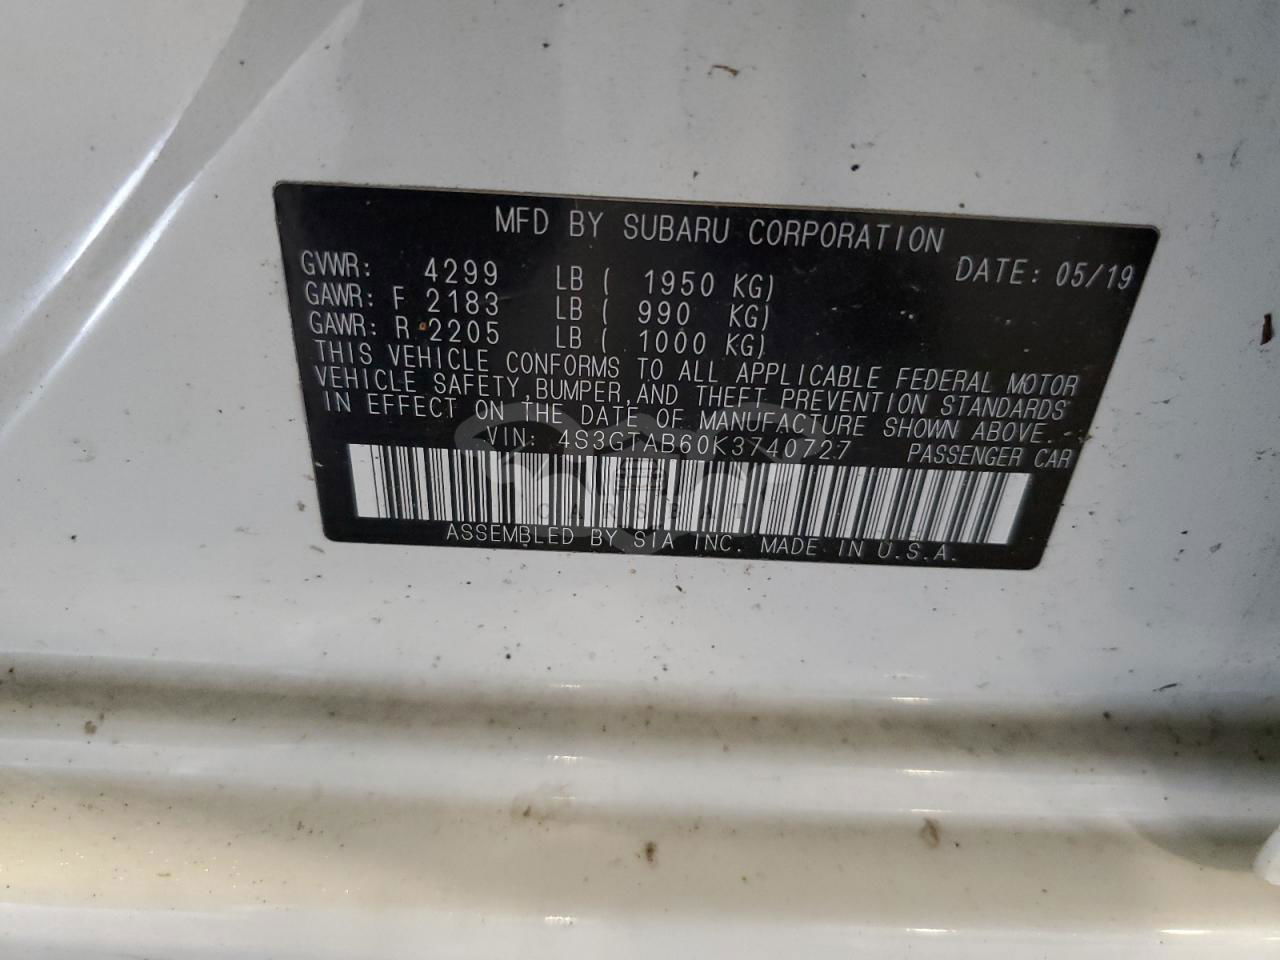 MFD BY SUBARU CORPORATION
GVWR: 4299 LB ( 1950 KG) DATE: 05/19
GAWR: F 2183 LB ( 990 KG)
GAWR: R 2205 LB ( 1000 KG)
THIS VEHICLE CONFORMS TO ALL APPLICABLE FEDERAL MOTOR
VEHICLE SAFETY,BUMPER,AND THEFT PREVENTION STANDARDS
IN EFFECT ON THE DATE OF MANUFACTURE SHOWN ABOVE.
VIN: 4S3GTAB60K3740727 PASSENGER CAR
ASSEMBLED BY SIA INC. MADE IN U.S.A.